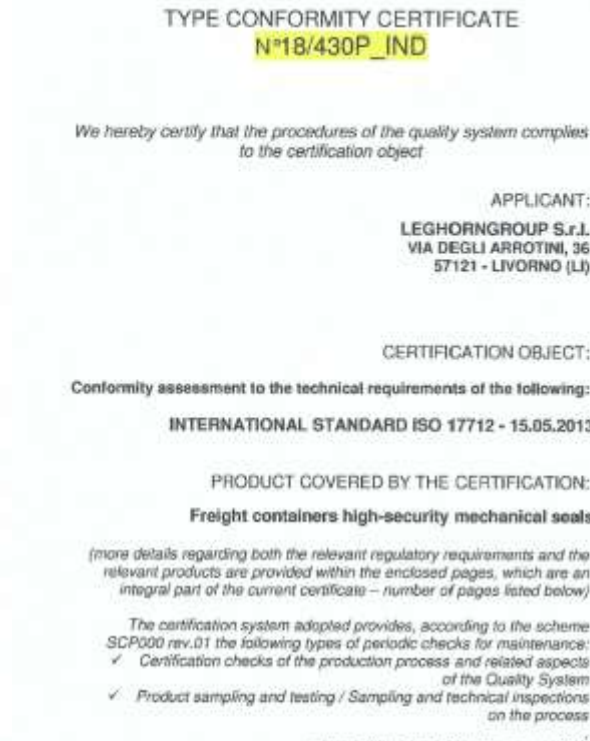 TYPE CONFORMITY CERTIFICATE
N°18/430P_IND
We hereby certify that the procedures of the quality system complies
to the certification object
APPLICANT:
LEGHORNGROUP S.r.l.
VIA DEGLI ARROTINI, 36
57121 - LIVORNO (LI)
CERTIFICATION OBJECT:
Conformity assessment to the technical requirements of the following:
INTERNATIONAL STANDARD ISO 17712 - 15.05.2013
PRODUCT COVERED BY THE CERTIFICATION:
Freight containers high-security mechanical seals
(more details regarding both the relevant regulatory requirements and the
relevant products are provided within the enclosed pages, which are an
integral part of the current certificate – number of pages listed below)
The certification system adopted provides, according to the scheme
SCP000 rev.01 the following types of periodic checks for maintenance:
✓ Certification checks of the production process and related aspects
of the Quality System
✓ Product sampling and testing / Sampling and technical inspections
on the process